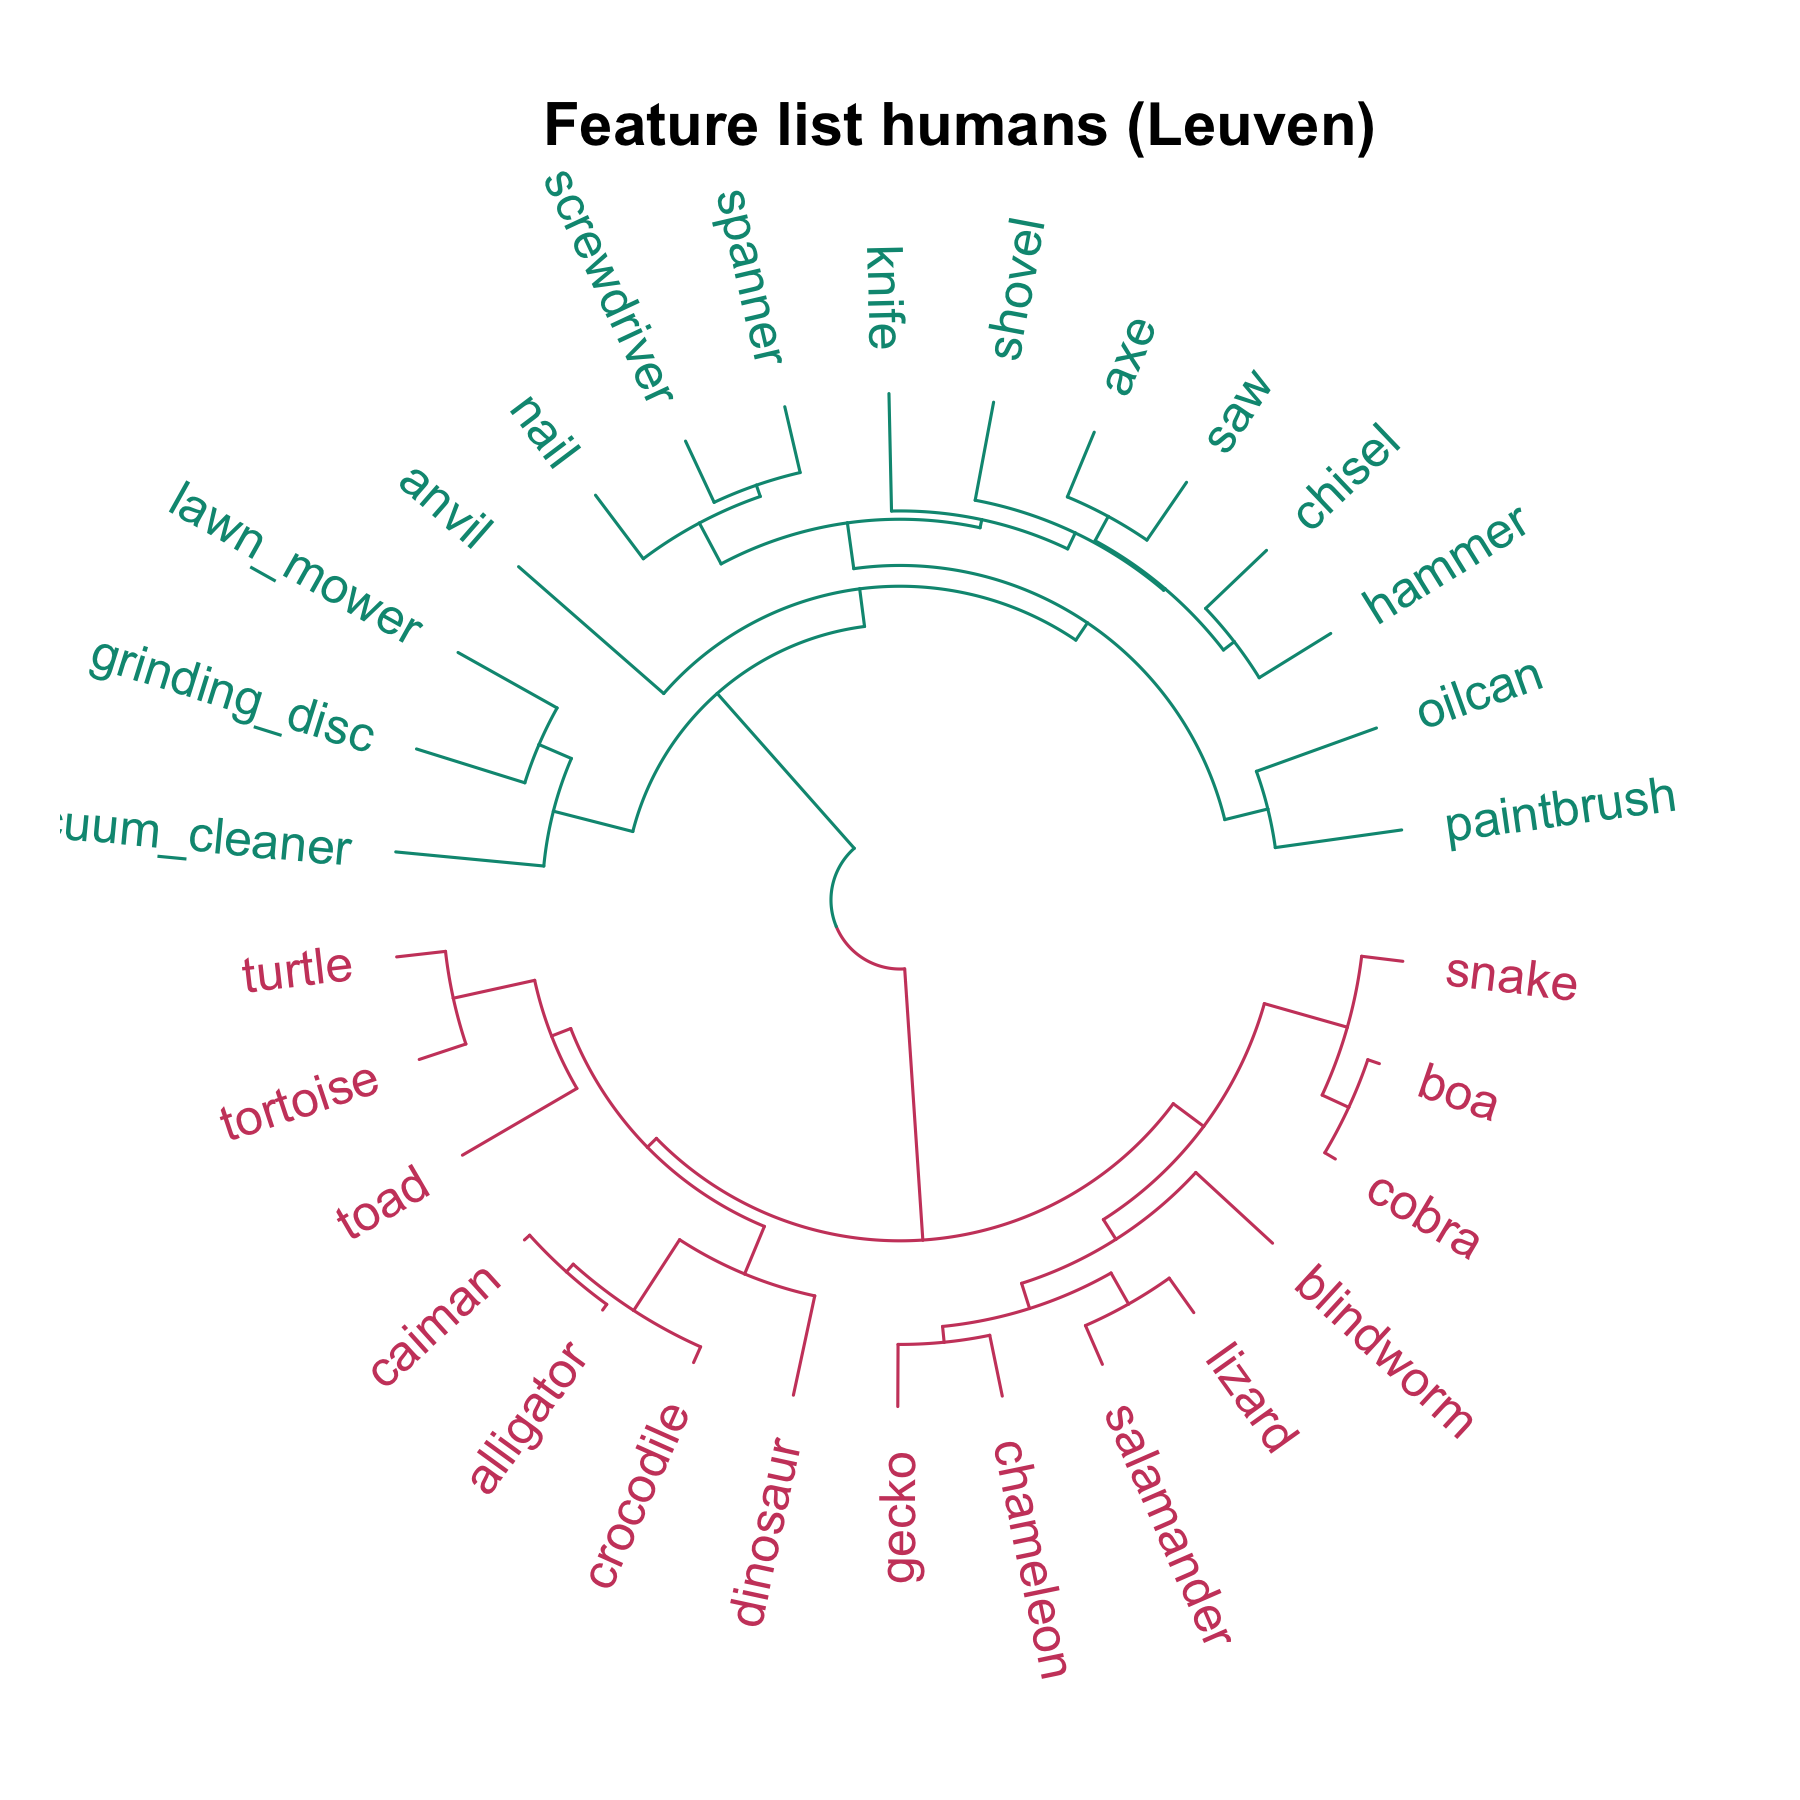 Feature list humans (Leuven)
screwdriver
spanner
knife
shovel
axe
saw
chisel
hammer
oilcan
paintbrush
nail
anvil
lawn_mower
grinding_disc
uum_cleaner
turtle
tortoise
toad
caiman
alligator
crocodile
dinosaur
gecko
chameleon
salamander
lizard
blindworm
cobra
boa
snake